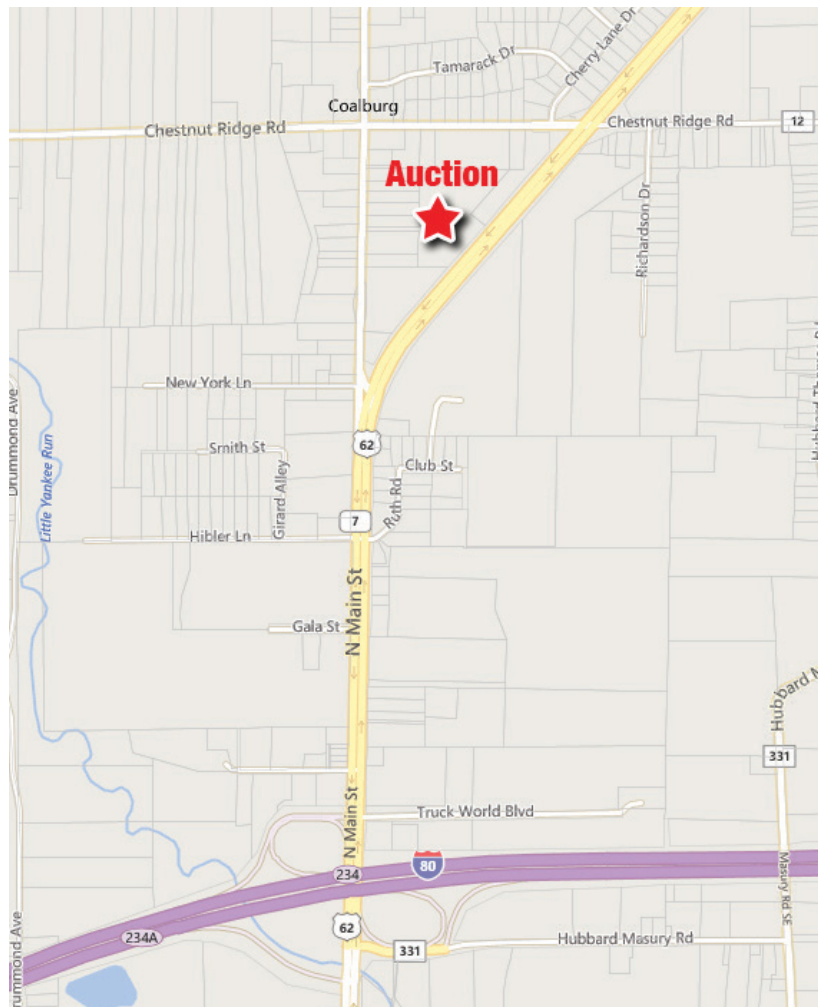 Cherry Lane Dr
Tamarack Dr
Coalburg
Chestnut Ridge Rd
Chestnut Ridge Rd
12
Auction
Richardson Dr
New York Ln
Drummond Ave
Little Yankee Run
62
Smith St
Club St
Girard Alley
Ruth Rd
7
Hibler Ln
Gala St
N Main St
Hubbard M
331
N Main St
Truck World Blvd
80
234
Masury Rd SE
234A
62
331
Hubbard Masury Rd
Drummond Ave